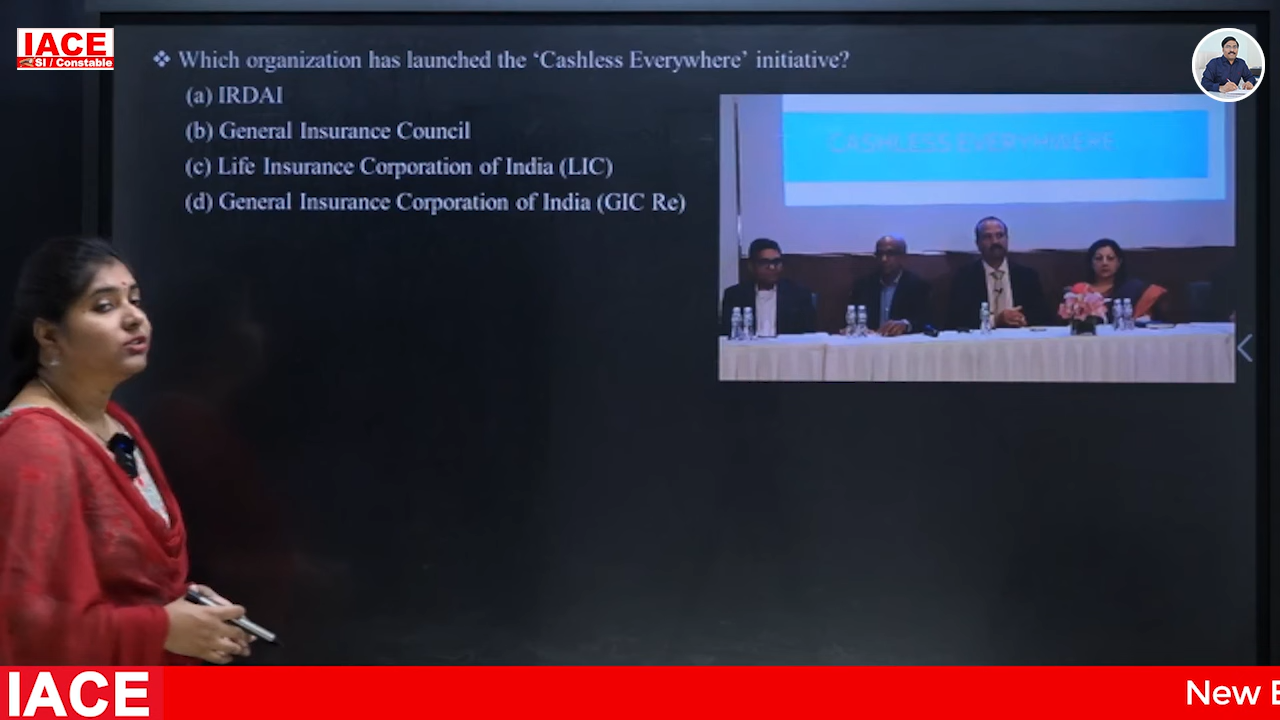 IACE
SI / Constable
❖ Which organization has launched the ‘Cashless Everywhere’ initiative?
(a) IRDAI
(b) General Insurance Council
(c) Life Insurance Corporation of India (LIC)
(d) General Insurance Corporation of India (GIC Re)
CASHLESS EVERYWHERE
IACE
New